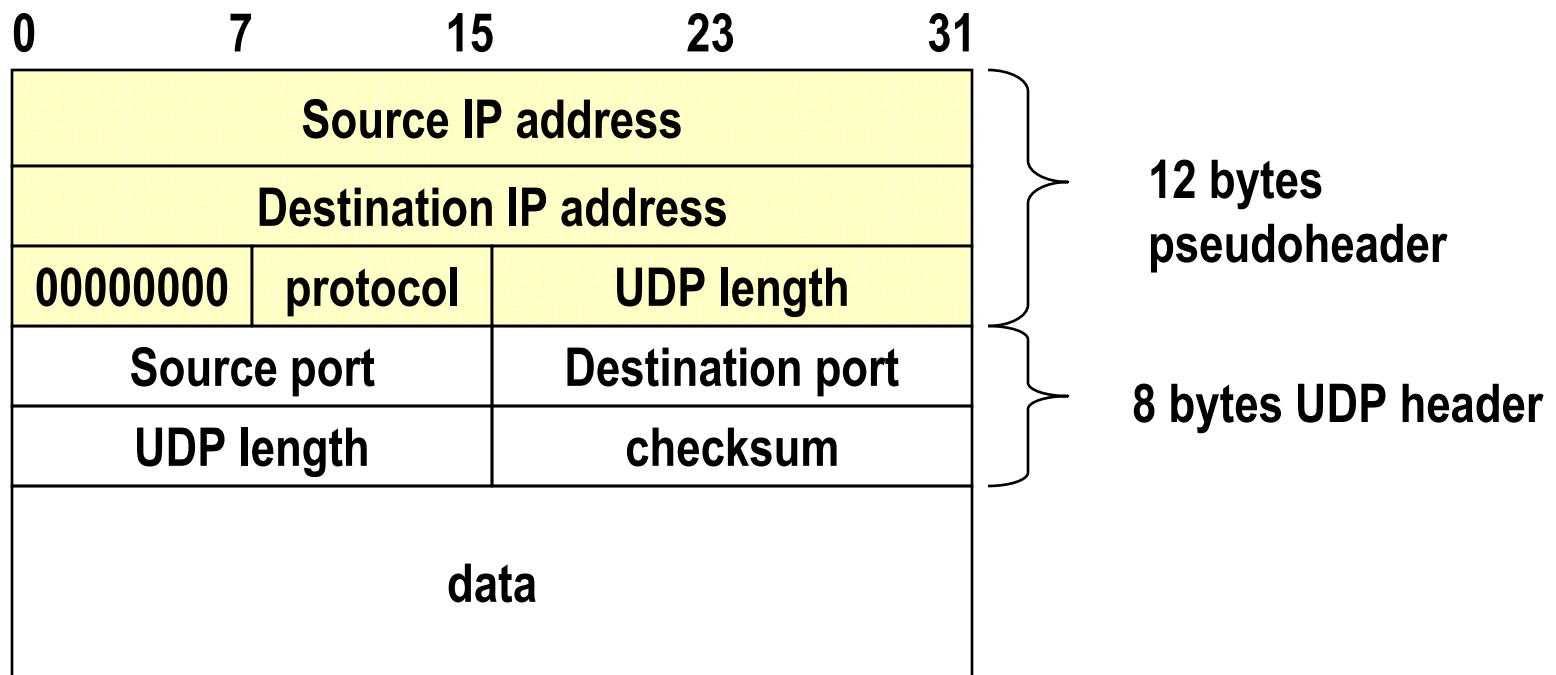 0 7 15 23 31
Source IP address
Destination IP address
12 bytes
pseudoheader
00000000 protocol UDP length
Source port Destination port
8 bytes UDP header
UDP length checksum
data